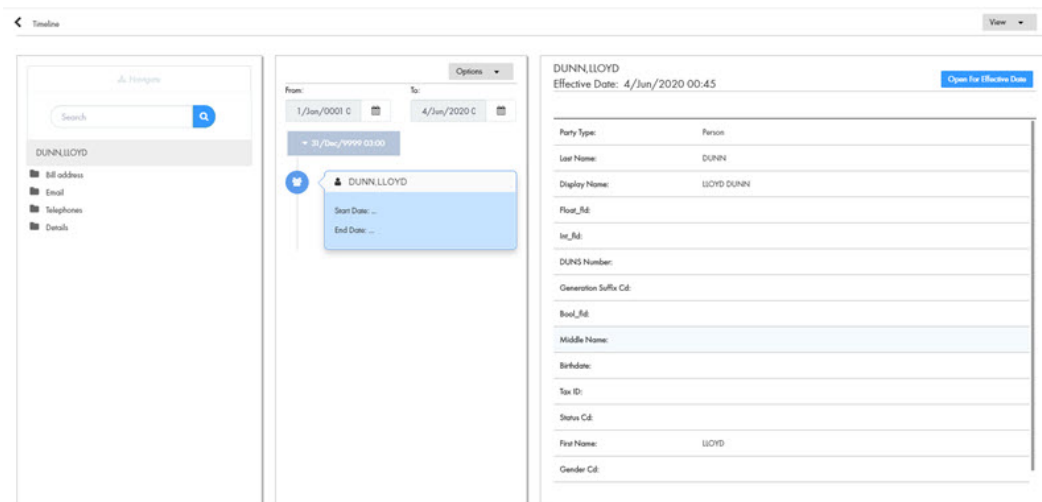 Timeline
View
Navigate
Search
DUNN,LLOYD
Bill address
Email
Telephones
Details
Options
From:
To:
1/Jan/0001 0
4/Jun/2020 0
31/Dec/9999 03:00
DUNN,LLOYD
Start Date: ...
End Date: ...
DUNN,LLOYD
Effective Date: 4/Jun/2020 00:45
Open For Effective Date
Party Type: Person
Last Name: DUNN
Display Name: LLOYD DUNN
Float_fld:
Int_fld:
DUNS Number:
Generation Suffix Cd:
Bool_fld:
Middle Name:
Birthdate:
Tax ID:
Status Cd:
First Name: LLOYD
Gender Cd: